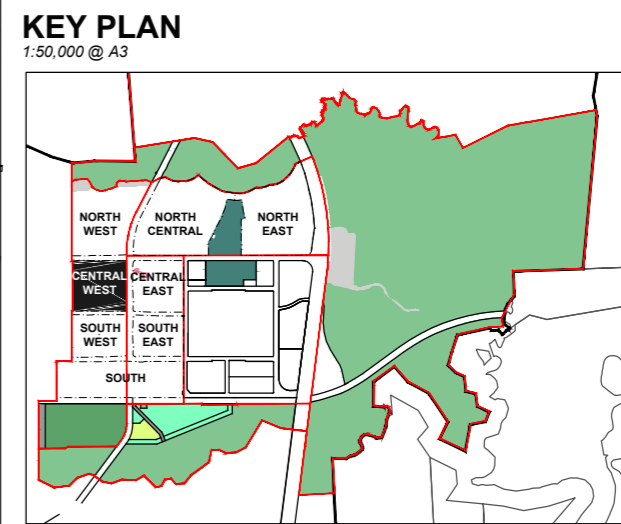 KEY PLAN
1:50,000 @ A3
NORTH
WEST
NORTH
CENTRAL
NORTH
EAST
CENTRAL
WEST
CENTRAL
EAST
SOUTH
WEST
SOUTH
EAST
SOUTH